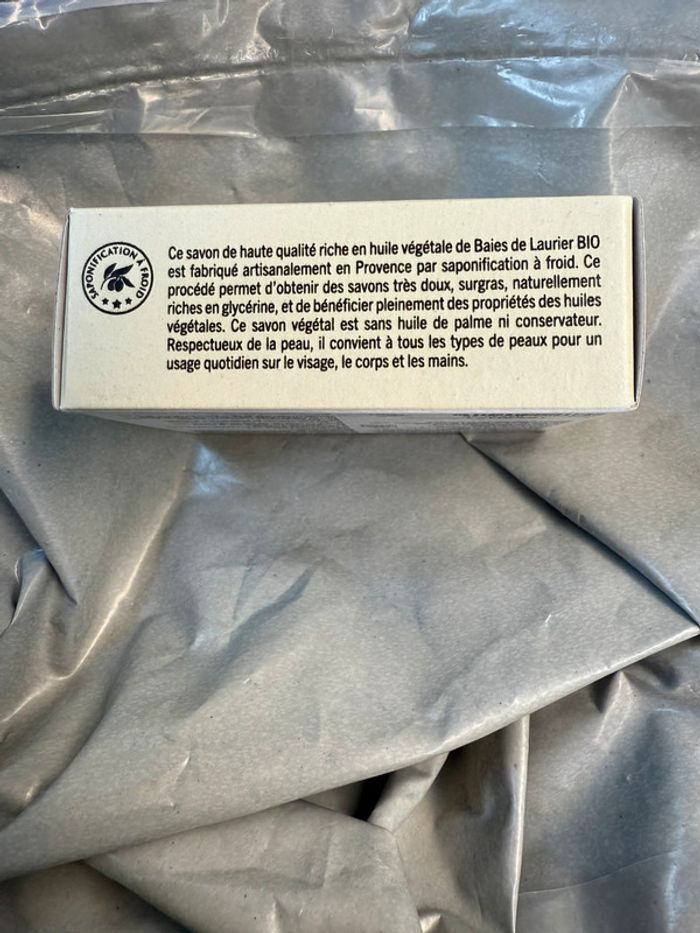 SAPONIFICATION À FROID
Ce savon de haute qualité riche en huile végétale de Baies de Laurier BIO
est fabriqué artisanalement en Provence par saponification à froid. Ce
procédé permet d'obtenir des savons très doux, surgras, naturellement
riches en glycérine, et de bénéficier pleinement des propriétés des huiles
végétales. Ce savon végétal est sans huile de palme ni conservateur.
Respectueux de la peau, il convient à tous les types de peaux pour un
usage quotidien sur le visage, le corps et les mains.